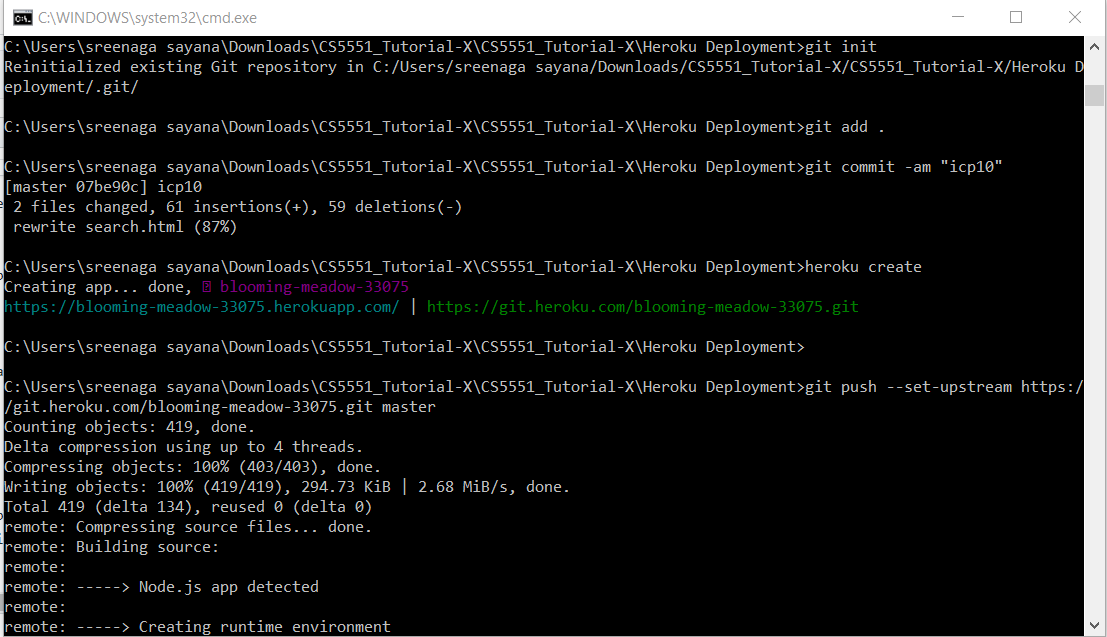 C:\WINDOWS\system32\cmd.exe
C:\Users\sreenaga sayana\Downloads\CS5551_Tutorial-X\CS5551_Tutorial-X\Heroku Deployment>git init
Reinitialized existing Git repository in C:/Users/sreenaga sayana/Downloads/CS5551_Tutorial-X/CS5551_Tutorial-X/Heroku D
eployment/.git/
C:\Users\sreenaga sayana\Downloads\CS5551_Tutorial-X\CS5551_Tutorial-X\Heroku Deployment>git add .
C:\Users\sreenaga sayana\Downloads\CS5551_Tutorial-X\CS5551_Tutorial-X\Heroku Deployment>git commit -am "icp10"
[master 07be90c] icp10
 2 files changed, 61 insertions(+), 59 deletions(-)
 rewrite search.html (87%)
C:\Users\sreenaga sayana\Downloads\CS5551_Tutorial-X\CS5551_Tutorial-X\Heroku Deployment>heroku create
Creating app... done, blooming-meadow-33075
https://blooming-meadow-33075.herokuapp.com/ | https://git.heroku.com/blooming-meadow-33075.git
C:\Users\sreenaga sayana\Downloads\CS5551_Tutorial-X\CS5551_Tutorial-X\Heroku Deployment>
C:\Users\sreenaga sayana\Downloads\CS5551_Tutorial-X\CS5551_Tutorial-X\Heroku Deployment>git push --set-upstream https:/
/git.heroku.com/blooming-meadow-33075.git master
Counting objects: 419, done.
Delta compression using up to 4 threads.
Compressing objects: 100% (403/403), done.
Writing objects: 100% (419/419), 294.73 KiB | 2.68 MiB/s, done.
Total 419 (delta 134), reused 0 (delta 0)
remote: Compressing source files... done.
remote: Building source:
remote:
remote: -----> Node.js app detected
remote:
remote: -----> Creating runtime environment